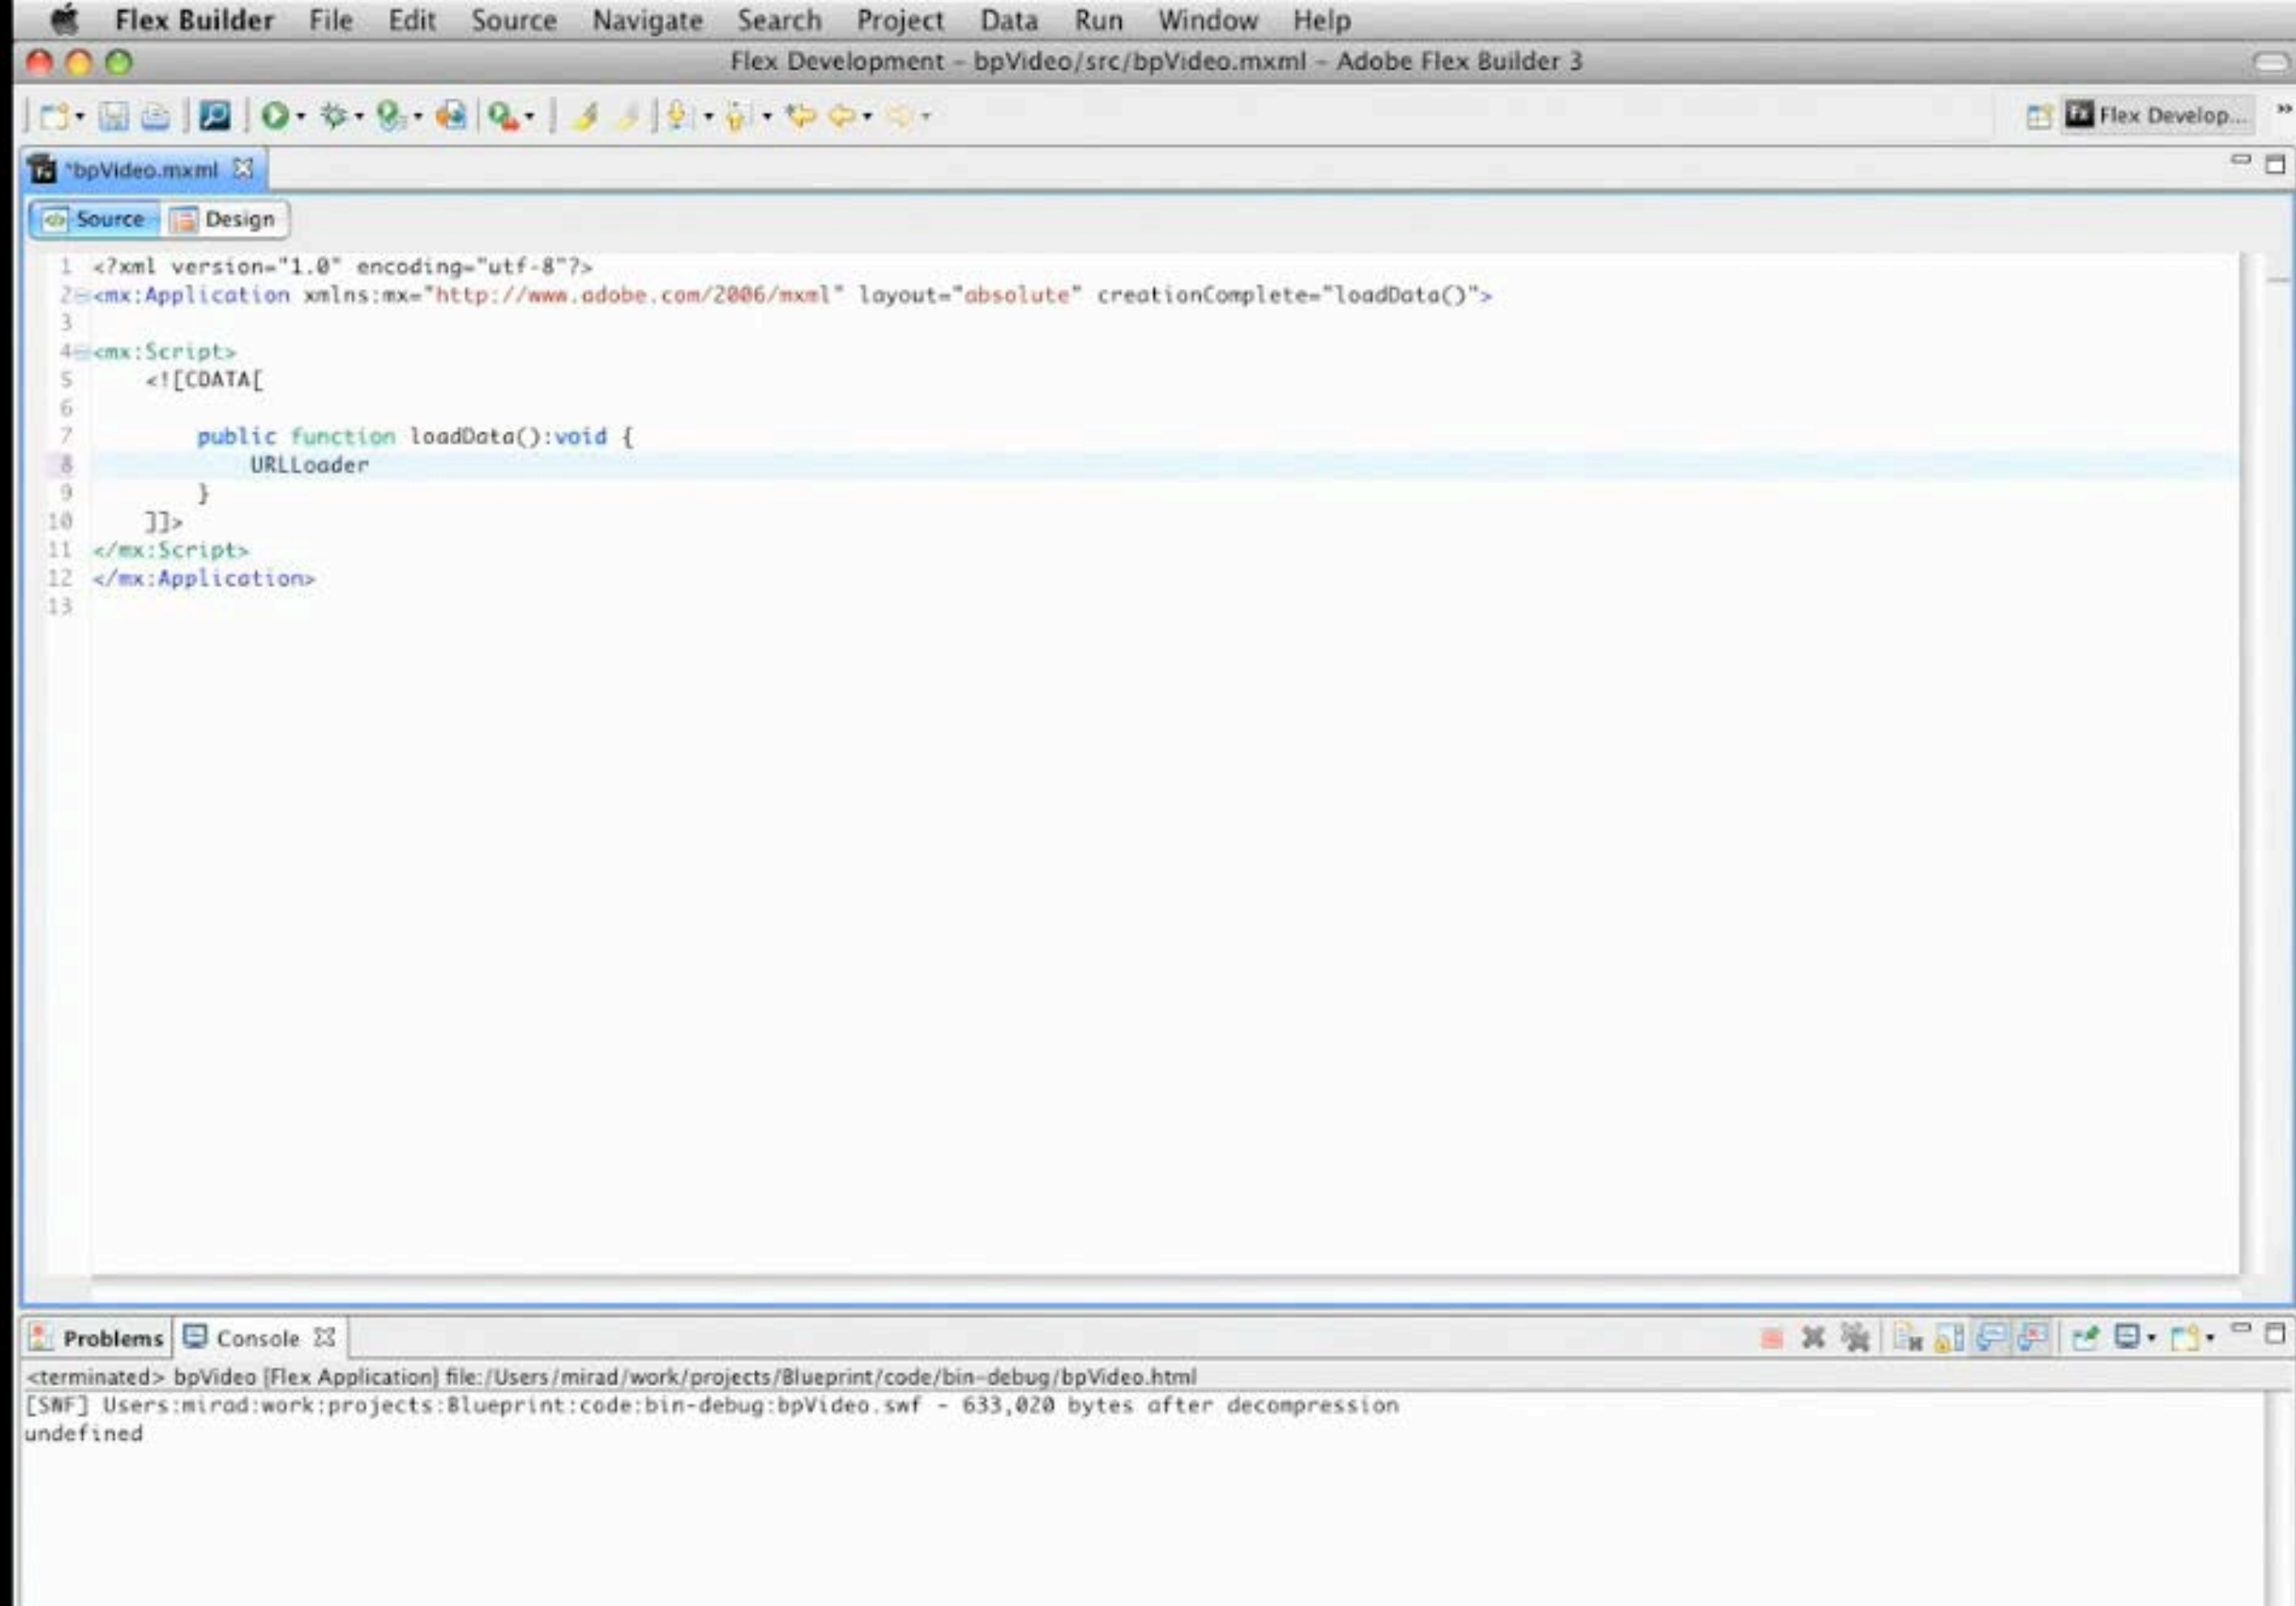 Flex Builder File Edit Source Navigate Search Project Data Run Window Help
Flex Development – bpVideo/src/bpVideo.mxml – Adobe Flex Builder 3
Flex Develop...
*bpVideo.mxml
Source Design
1 <?xml version="1.0" encoding="utf-8"?>
2 <mx:Application xmlns:mx="http://www.adobe.com/2006/mxml" layout="absolute" creationComplete="loadData()">
3
4 <mx:Script>
5 <![CDATA[
6
7 public function loadData():void {
8 URLLoader
9 }
10 ]]>
11 </mx:Script>
12 </mx:Application>
13
Problems Console
<terminated> bpVideo [Flex Application] file:/Users/mirad/work/projects/Blueprint/code/bin-debug/bpVideo.html
[SWF] Users:mirad:work:projects:Blueprint:code:bin-debug:bpVideo.swf - 633,020 bytes after decompression
undefined